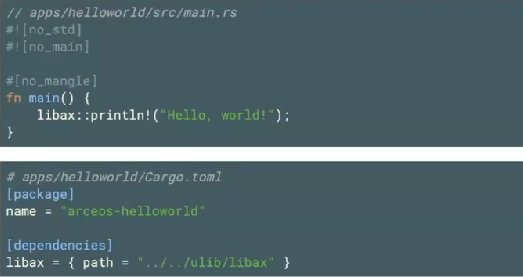 // apps/helloworld/src/main.rs
#![no_std]
#![no_main]
#[no_mangle]
fn main() {
    libax::println!("Hello, world!");
}
# apps/helloworld/Cargo.toml
[package]
name = "arceos-helloworld"
[dependencies]
libax = { path = "../../ulib/libax" }